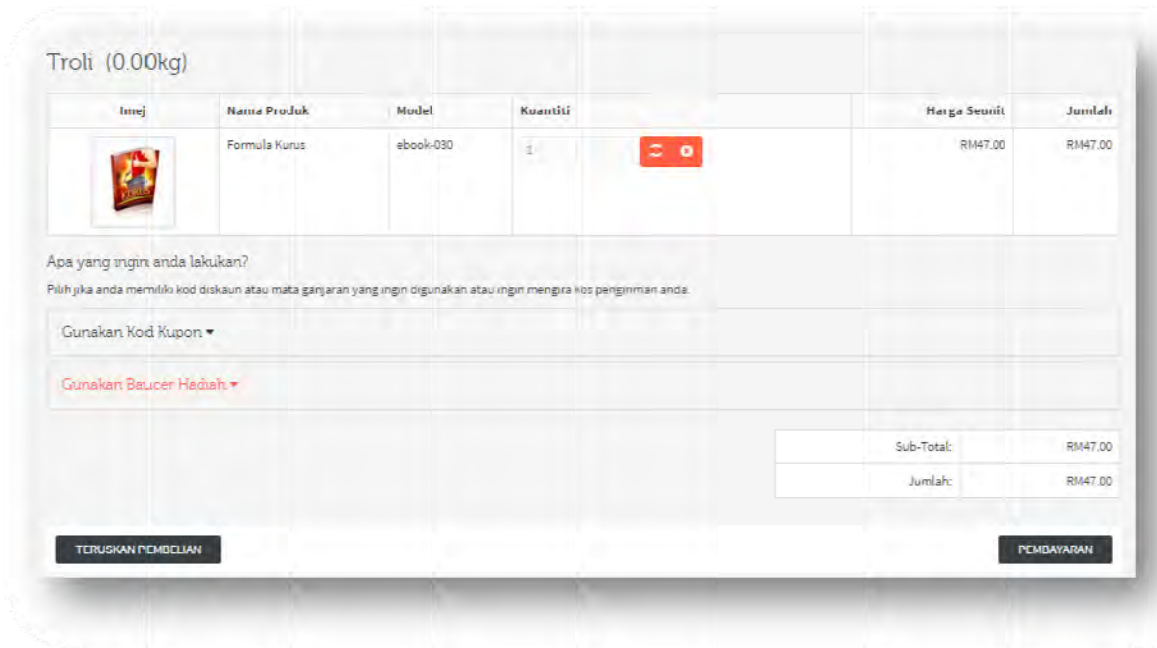 Troli (0.00kg)
Imej Nama Produk Model Kuantiti Harga Seunit Jumlah
Formula Kurus ebook-030 1 RM47.00 RM47.00
KURUS
Apa yang ingin anda lakukan?
Pilih jika anda memiliki kod diskaun atau mata ganjaran yang ingin digunakan atau ingin mengira kos pengiriman anda.
Gunakan Kod Kupon
Gunakan Baucer Hadiah
Sub-Total: RM47.00
Jumlah: RM47.00
TERUSKAN PEMBELIAN PEMBAYARAN